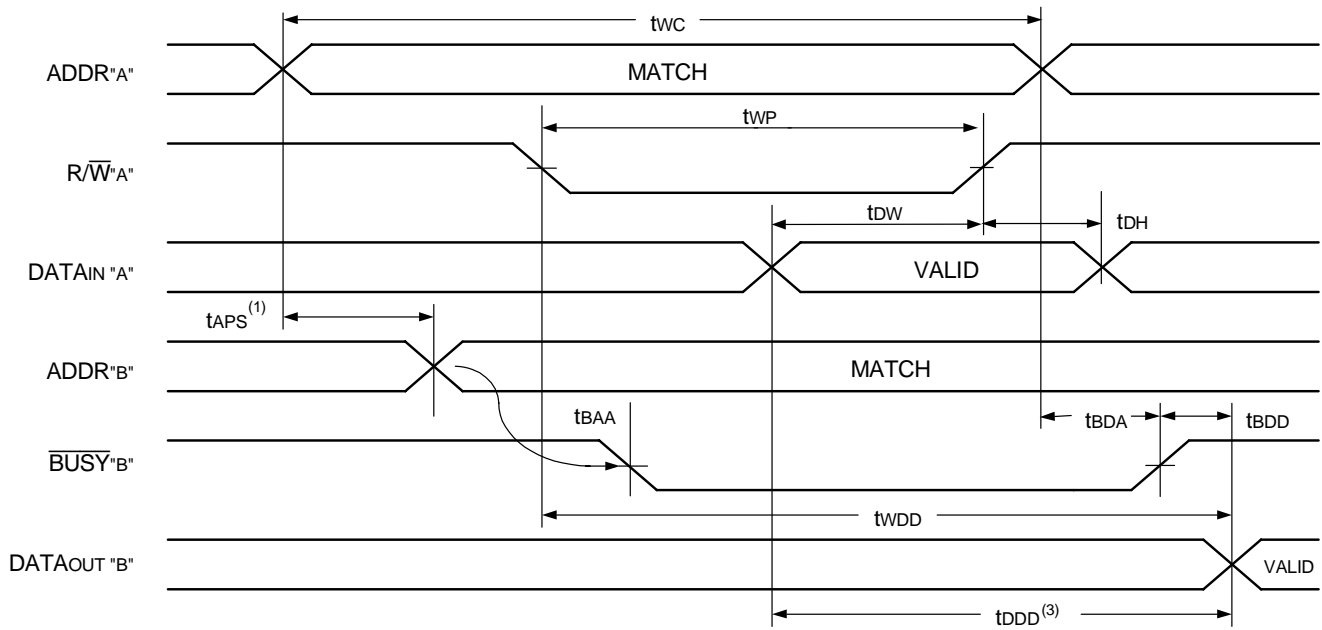 tWC
ADDR"A"
MATCH
tWP
R/W̅"A"
tDW
tDH
DATAIN "A"
VALID
tAPS(1)
ADDR"B"
MATCH
tBAA
tBDA
tBDD
B̅U̅S̅Y̅"B"
tWDD
DATAOUT "B"
VALID
tDDD(3)